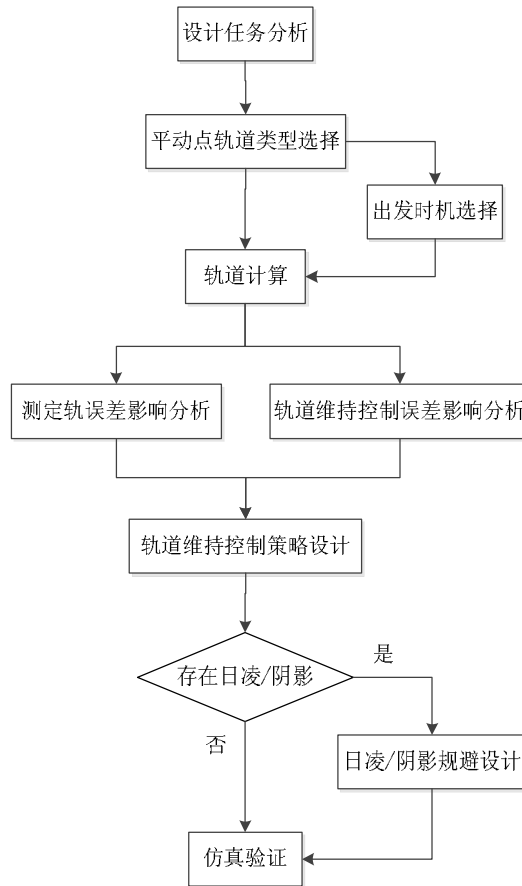 设计任务分析
平动点轨道类型选择
出发时机选择
轨道计算
测定轨误差影响分析
轨道维持控制误差影响分析
轨道维持控制策略设计
存在日凌/阴影
是
否
日凌/阴影规避设计
仿真验证